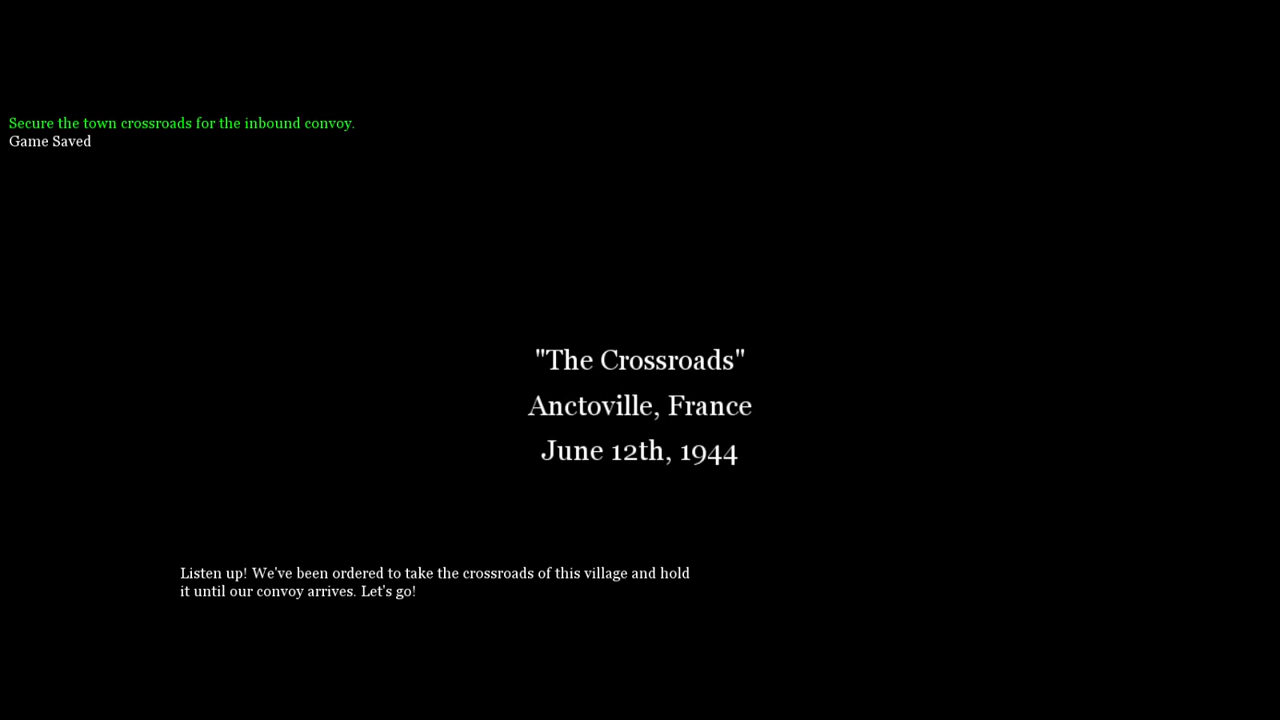 Secure the town crossroads for the inbound convoy.
Game Saved
"The Crossroads"
Anctoville, France
June 12th, 1944
Listen up! We've been ordered to take the crossroads of this village and hold
it until our convoy arrives. Let's go!